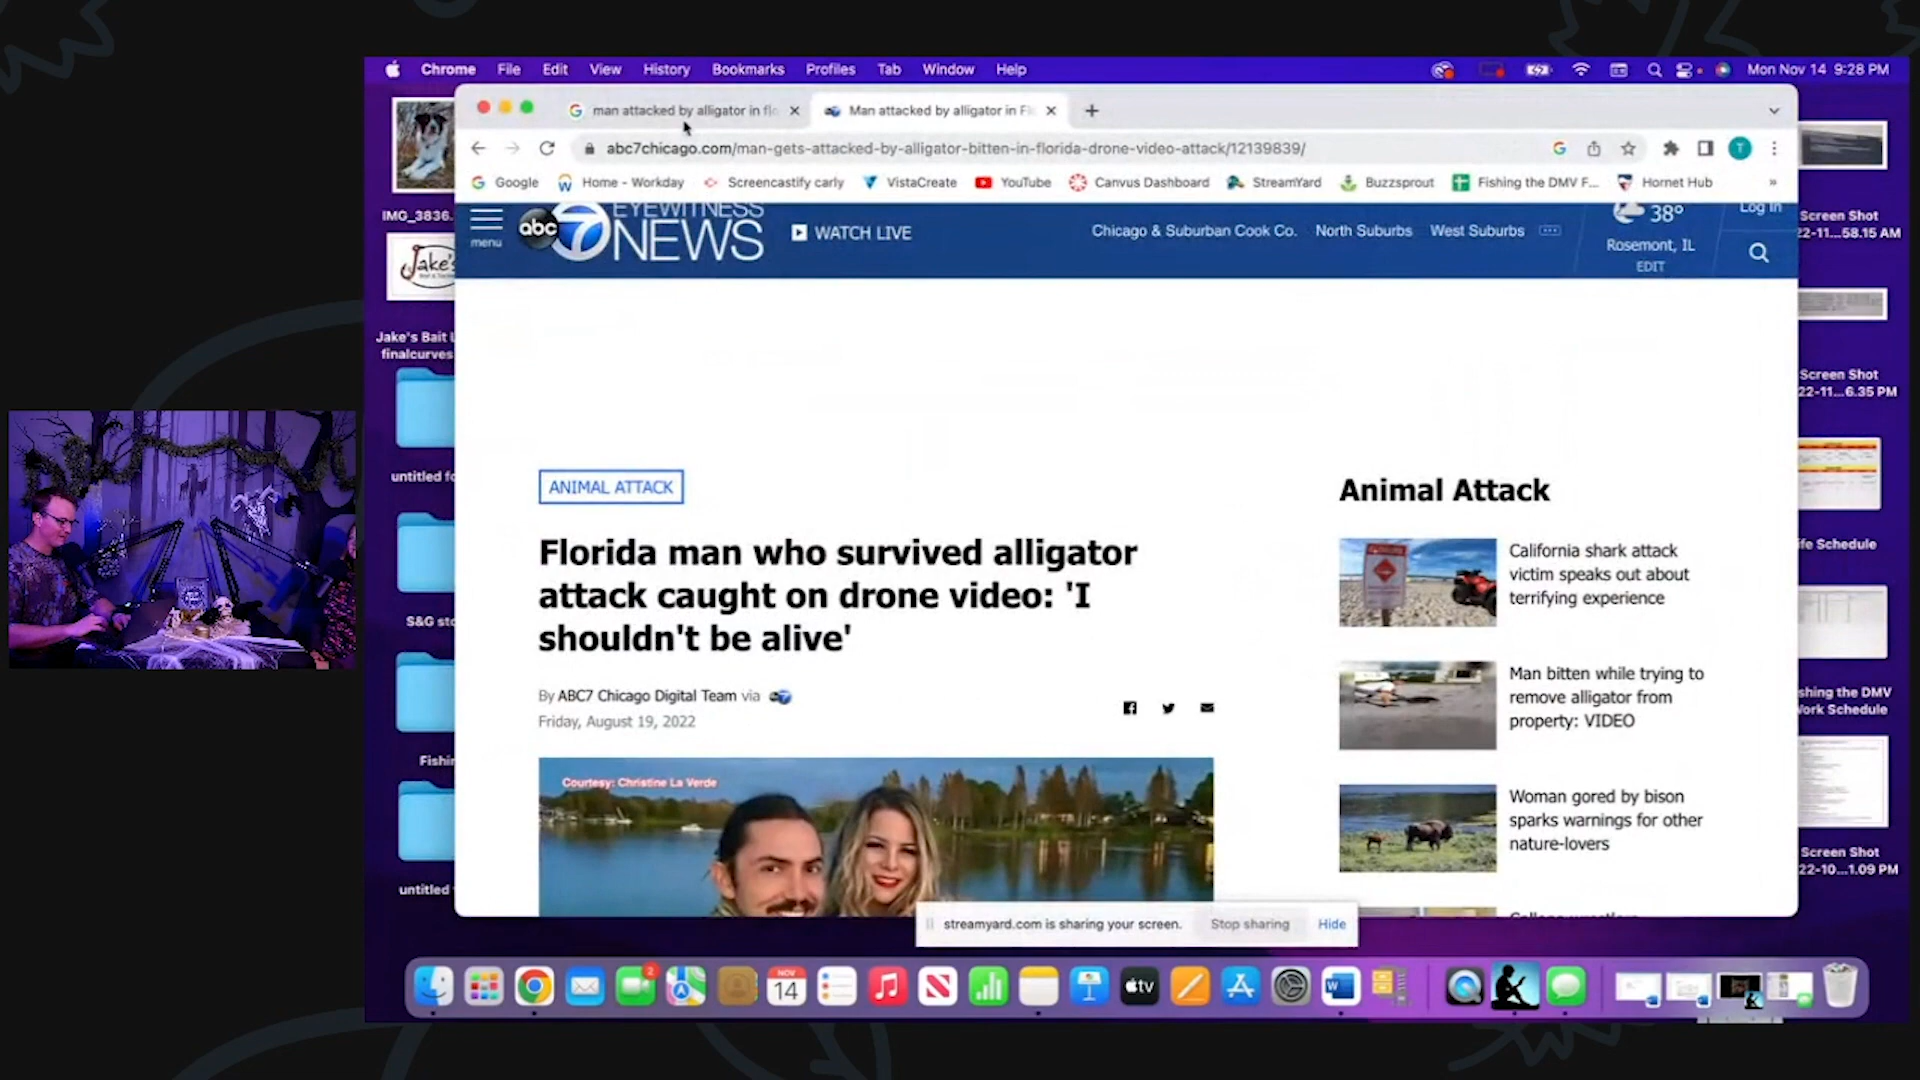 Chrome File Edit View History Bookmarks Profiles Tab Window Help
Mon Nov 14 9:28 PM
man attacked by alligator in flo
Man attacked by alligator in F
abc7chicago.com/man-gets-attacked-by-alligator-bitten-in-florida-drone-video-attack/12139839/
T
Google Home - Workday Screencastify carly VistaCreate YouTube Canvus Dashboard StreamYard Buzzsprout Fishing the DMV F... Hornet Hub »
menu
abc 7 EYEWITNESS
NEWS
WATCH LIVE
Chicago & Suburban Cook Co. North Suburbs West Suburbs
38°
Rosemont, IL
EDIT
Log In
ANIMAL ATTACK
Florida man who survived alligator
attack caught on drone video: 'I
shouldn't be alive'
By ABC7 Chicago Digital Team via
Friday, August 19, 2022
Courtesy: Christine La Verde
Animal Attack
California shark attack
victim speaks out about
terrifying experience
Man bitten while trying to
remove alligator from
property: VIDEO
Woman gored by bison
sparks warnings for other
nature-lovers
streamyard.com is sharing your screen. Stop sharing Hide
IMG_3836.
Jake's
Jake's Bait
finalcurves
untitled fo
S&G sto
Fishin
untitled
Screen Shot
22-11...58.15 AM
Screen Shot
22-11...6.35 PM
ife Schedule
shing the DMV
Work Schedule
Screen Shot
22-10...1.09 PM
2
NOV
14
tv
W